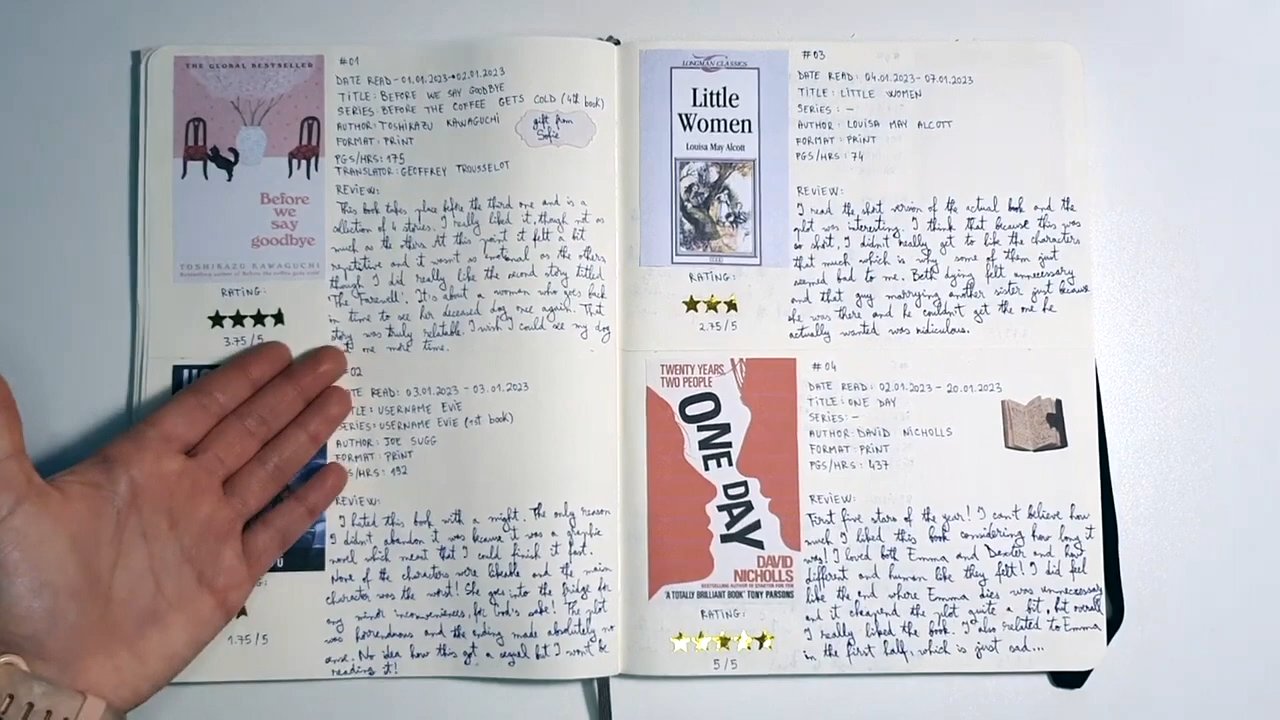 THE GLOBAL BESTSELLER
Before
we
say
goodbye
TOSHIKAZU KAWAGUCHI
Bestselling author of Before the coffee gets cold
RATING:
3.75/5
#01
DATE READ - 01.01.2023 • 02.01.2023
TITLE: BEFORE WE SAY GOODBYE
SERIES: BEFORE THE COFFEE GETS COLD (4th book)
AUTHOR: TOSHIKAZU KAWAGUCHI
FORMAT: PRINT
PGS/HRS: 175
TRANSLATOR: GEOFFREY TROUSSELOT
gift from
Sofie
REVIEW:
This book takes place before the third one and is a
collection of 4 stories. I really liked it, though not as
much as the others. At this point it felt a bit
repetative and it wasn't so emotional as the others
though I did really like the second story titled
'The Farewell'. It's about a woman who goes back
in time to see her deceased dog once again. That
story was truly relatable. I wish I could see my dog
one more time.
02
DATE READ: 03.01.2023 - 03.01.2023
TITLE: USERNAME EVIE
SERIES: USERNAME EVIE (1st book)
AUTHOR: JOE SUGG
FORMAT: PRINT
PGS/HRS: 192
1.75/5
REVIEW:
I hated this book with a might. The only reason
I didn't abandon it was because it was a graphic
novel which meant that I could finish it fast.
None of the characters were likeable and the main
character was the worst! She goes into the fridge for
any minor inconveniences, for God's sake! The plot
was horrendous and the ending made absolutely no
No idea how this got a sequel but I won't be
reading it!
LONGMAN CLASSICS
Little
Women
Louisa May Alcott
RATING:
2.75/5
#03
DATE READ: 04.01.2023 - 07.01.2023
TITLE: LITTLE WOMEN
SERIES: -
AUTHOR: LOUISA MAY ALCOTT
FORMAT: PRINT
PGS/HRS: 74
REVIEW:
I read the short version of the actual book and the
plot was interesting. I think that because this was
so short, I didn't really get to like the characters
that much which is why some of them just
seemed bad to me. Beth dying felt unnecessary
and that guy marrying another sister just because
she was there and he couldn't get the one he
actually wanted was ridiculous.
TWENTY YEARS,
TWO PEOPLE
ONE DAY
DAVID
NICHOLLS
BESTSELLING AUTHOR OF STARTER FOR TEN
'A TOTALLY BRILLIANT BOOK' TONY PARSONS
RATING:
5/5
#04
DATE READ: 02.01.2023 - 20.01.2023
TITLE: ONE DAY
SERIES: -
AUTHOR: DAVID NICHOLLS
FORMAT: PRINT
PGS/HRS: 437
REVIEW:
First five stars of the year! I can't believe how
much I liked this book considering how long it
was! I loved both Emma and Dexter and how
different and human like they felt! I did feel
like the end where Emma dies was unnecessary
and it cheapend the plot quite a bit, but overall
I really liked the book. I also related to Emma
in the first half, which is just sad...